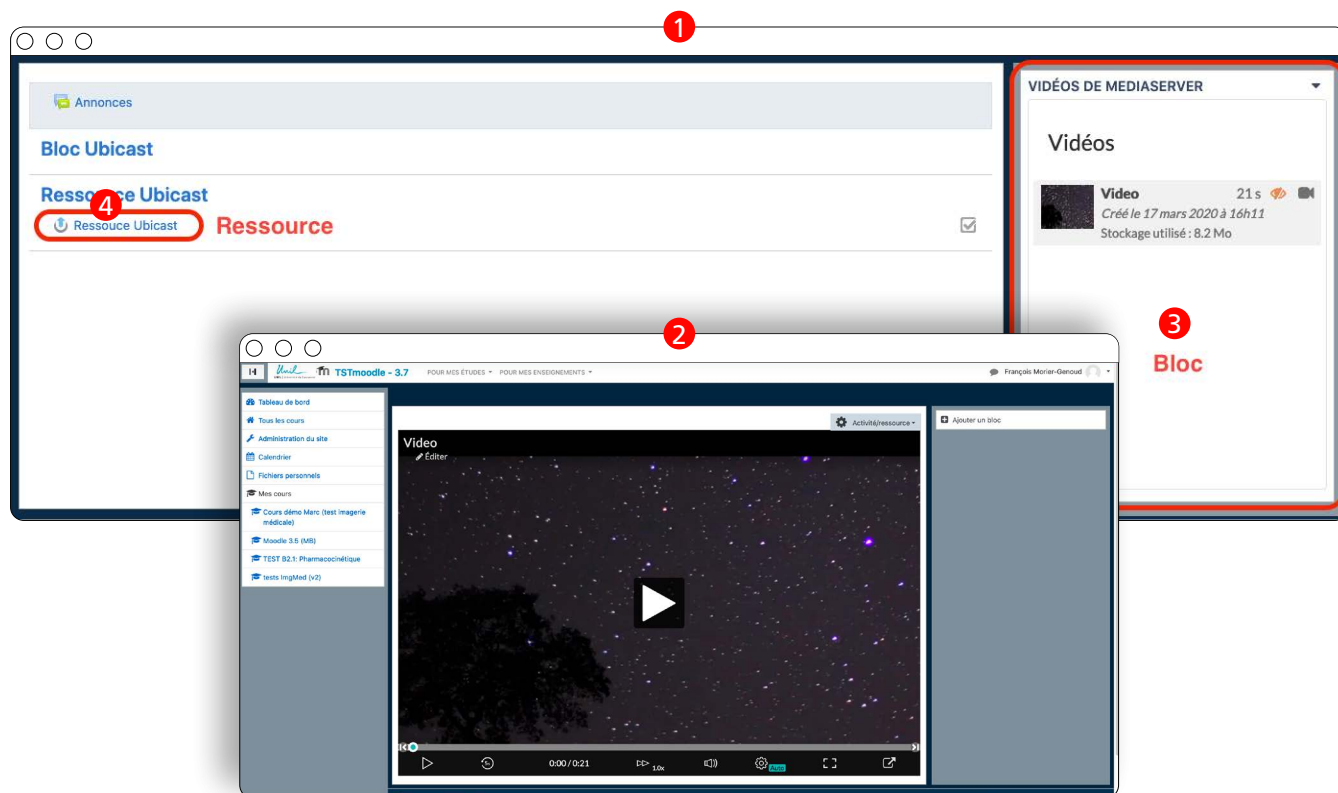 1
Annonces
VIDÉOS DE MEDIASERVER
Bloc Ubicast
Vidéos
Ressource Ubicast
4
Ressouce Ubicast
Ressource
Video 21 s
Créé le 17 mars 2020 à 16h11
Stockage utilisé : 8.2 Mo
3
Bloc
2
Unil
TSTmoodle - 3.7
POUR MES ÉTUDES
POUR MES ENSEIGNEMENTS
François Morier-Genoud
Tableau de bord
Tous les cours
Administration du site
Calendrier
Fichiers personnels
Mes cours
Cours démo Marc (test imagerie
médicale)
Moodle 3.5 (MB)
TEST B2.1: Pharmacocinétique
tests ImgMed (v2)
Activité/ressource
Video
Éditer
Ajouter un bloc
0:00 / 0:21
1.0x
Auto